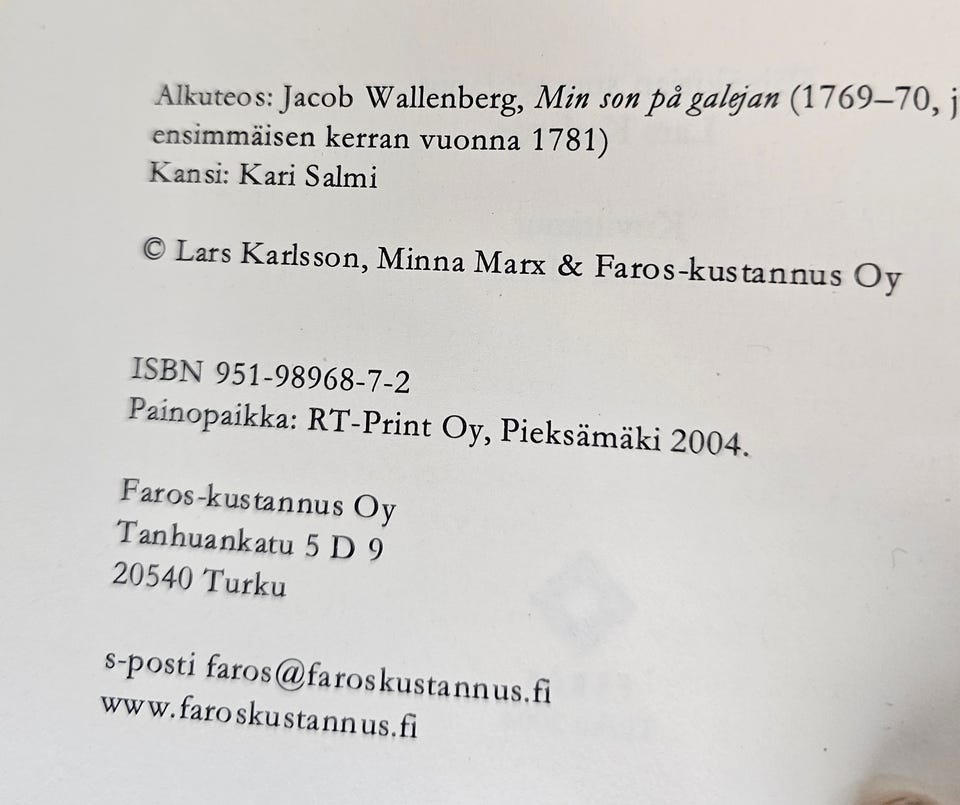 Alkuteos: Jacob Wallenberg, Min son på galejan (1769–70, j
ensimmäisen kerran vuonna 1781)
Kansi: Kari Salmi
© Lars Karlsson, Minna Marx & Faros-kustannus Oy
ISBN 951-98968-7-2
Painopaikka: RT-Print Oy, Pieksämäki 2004.
Faros-kustannus Oy
Tanhuankatu 5 D 9
20540 Turku
s-posti faros@faroskustannus.fi
www.faroskustannus.fi